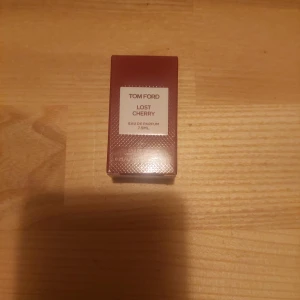 TOM FORD
LOST
CHERRY
EAU DE PARFUM